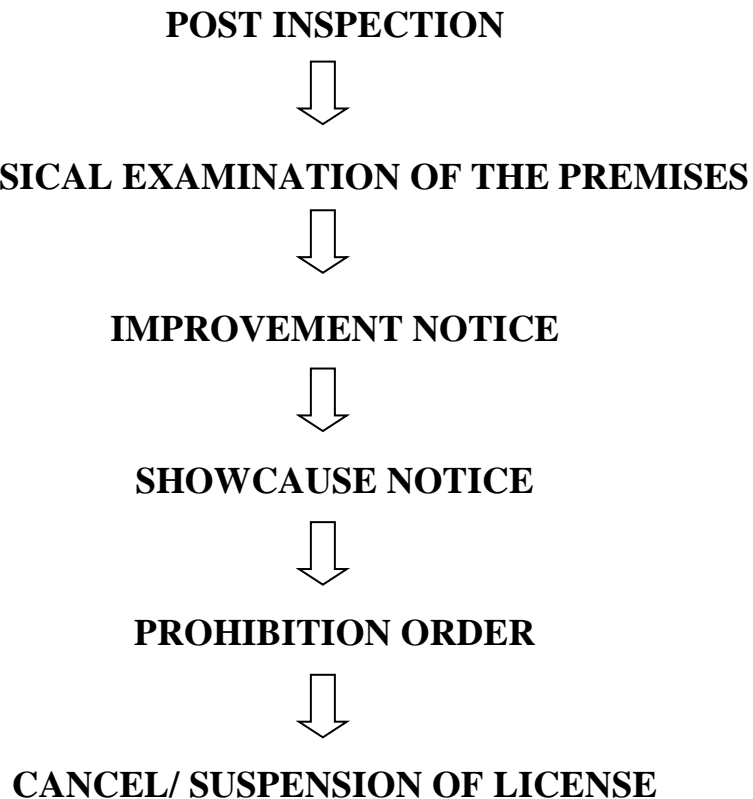 POST INSPECTION
SICAL EXAMINATION OF THE PREMISES
IMPROVEMENT NOTICE
SHOWCAUSE NOTICE
PROHIBITION ORDER
CANCEL/ SUSPENSION OF LICENSE